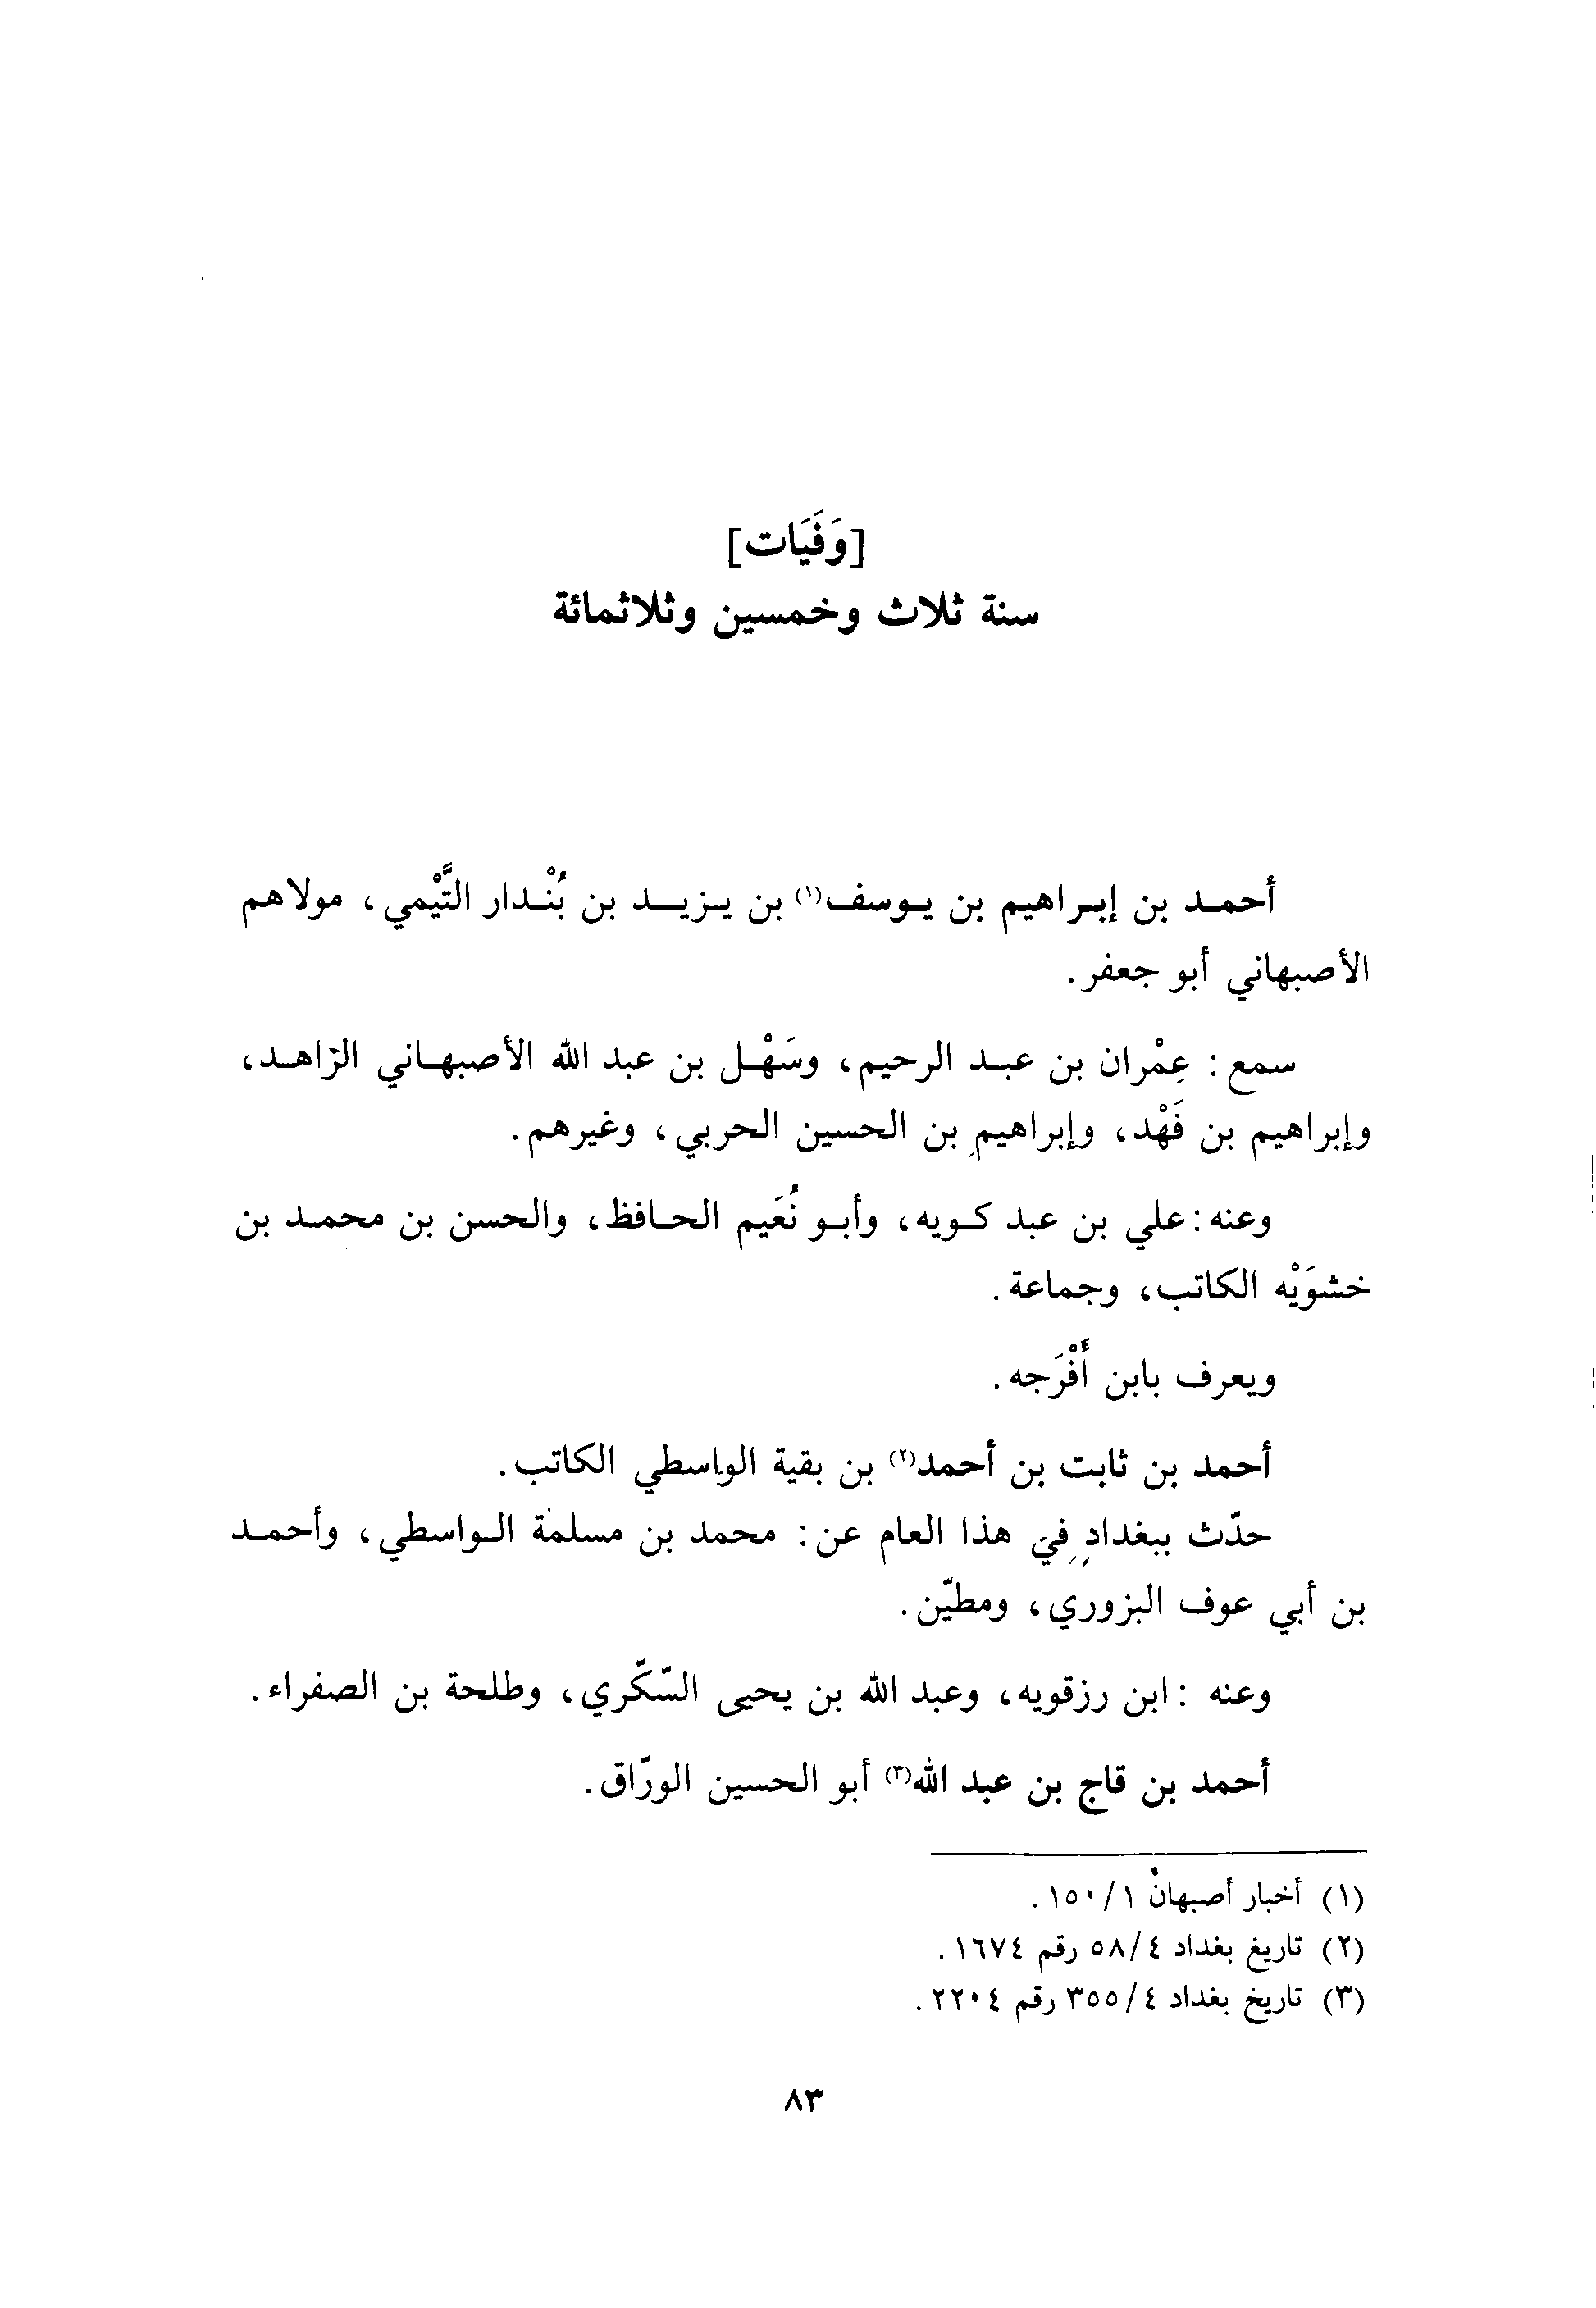 [وَفَيَات]
سنة ثلاث وخمسين وثلاثمائة
أحمد بن إبراهيم بن يوسف(١) بن يزيد بن بُنْدار التَّيْمي، مولاهم
الأصبهاني أبو جعفر.
سمع: عِمْران بن عبد الرحيم، وسَهْل بن عبد الله الأصبهاني الزاهد،
وإبراهيم بن فَهْد، وإبراهيم بن الحسين الحربي، وغيرهم.
وعنه: علي بن عبد كويه، وأبو نُعَيم الحافظ، والحسن بن محمد بن
خشوَيْه الكاتب، وجماعة.
ويعرف بابن أَفْرَجه.
أحمد بن ثابت بن أحمد(٢) بن بقية الواسطي الكاتب.
حدّث ببغداد في هذا العام عن: محمد بن مسلمة الواسطي، وأحمد
بن أبي عوف البزوري، ومطيّن.
وعنه: ابن رزقويه، وعبد الله بن يحيى السّكّري، وطلحة بن الصفراء.
أحمد بن قاج بن عبد الله(٣) أبو الحسين الورّاق.
(١) أخبار أصبهان ١/١٥٠.
(٢) تاريغ بغداد ٤/٥٨ رقم ١٦٧٤.
(٣) تاريخ بغداد ٤/٣٥٥ رقم ٢٢٠٤.
٨٣